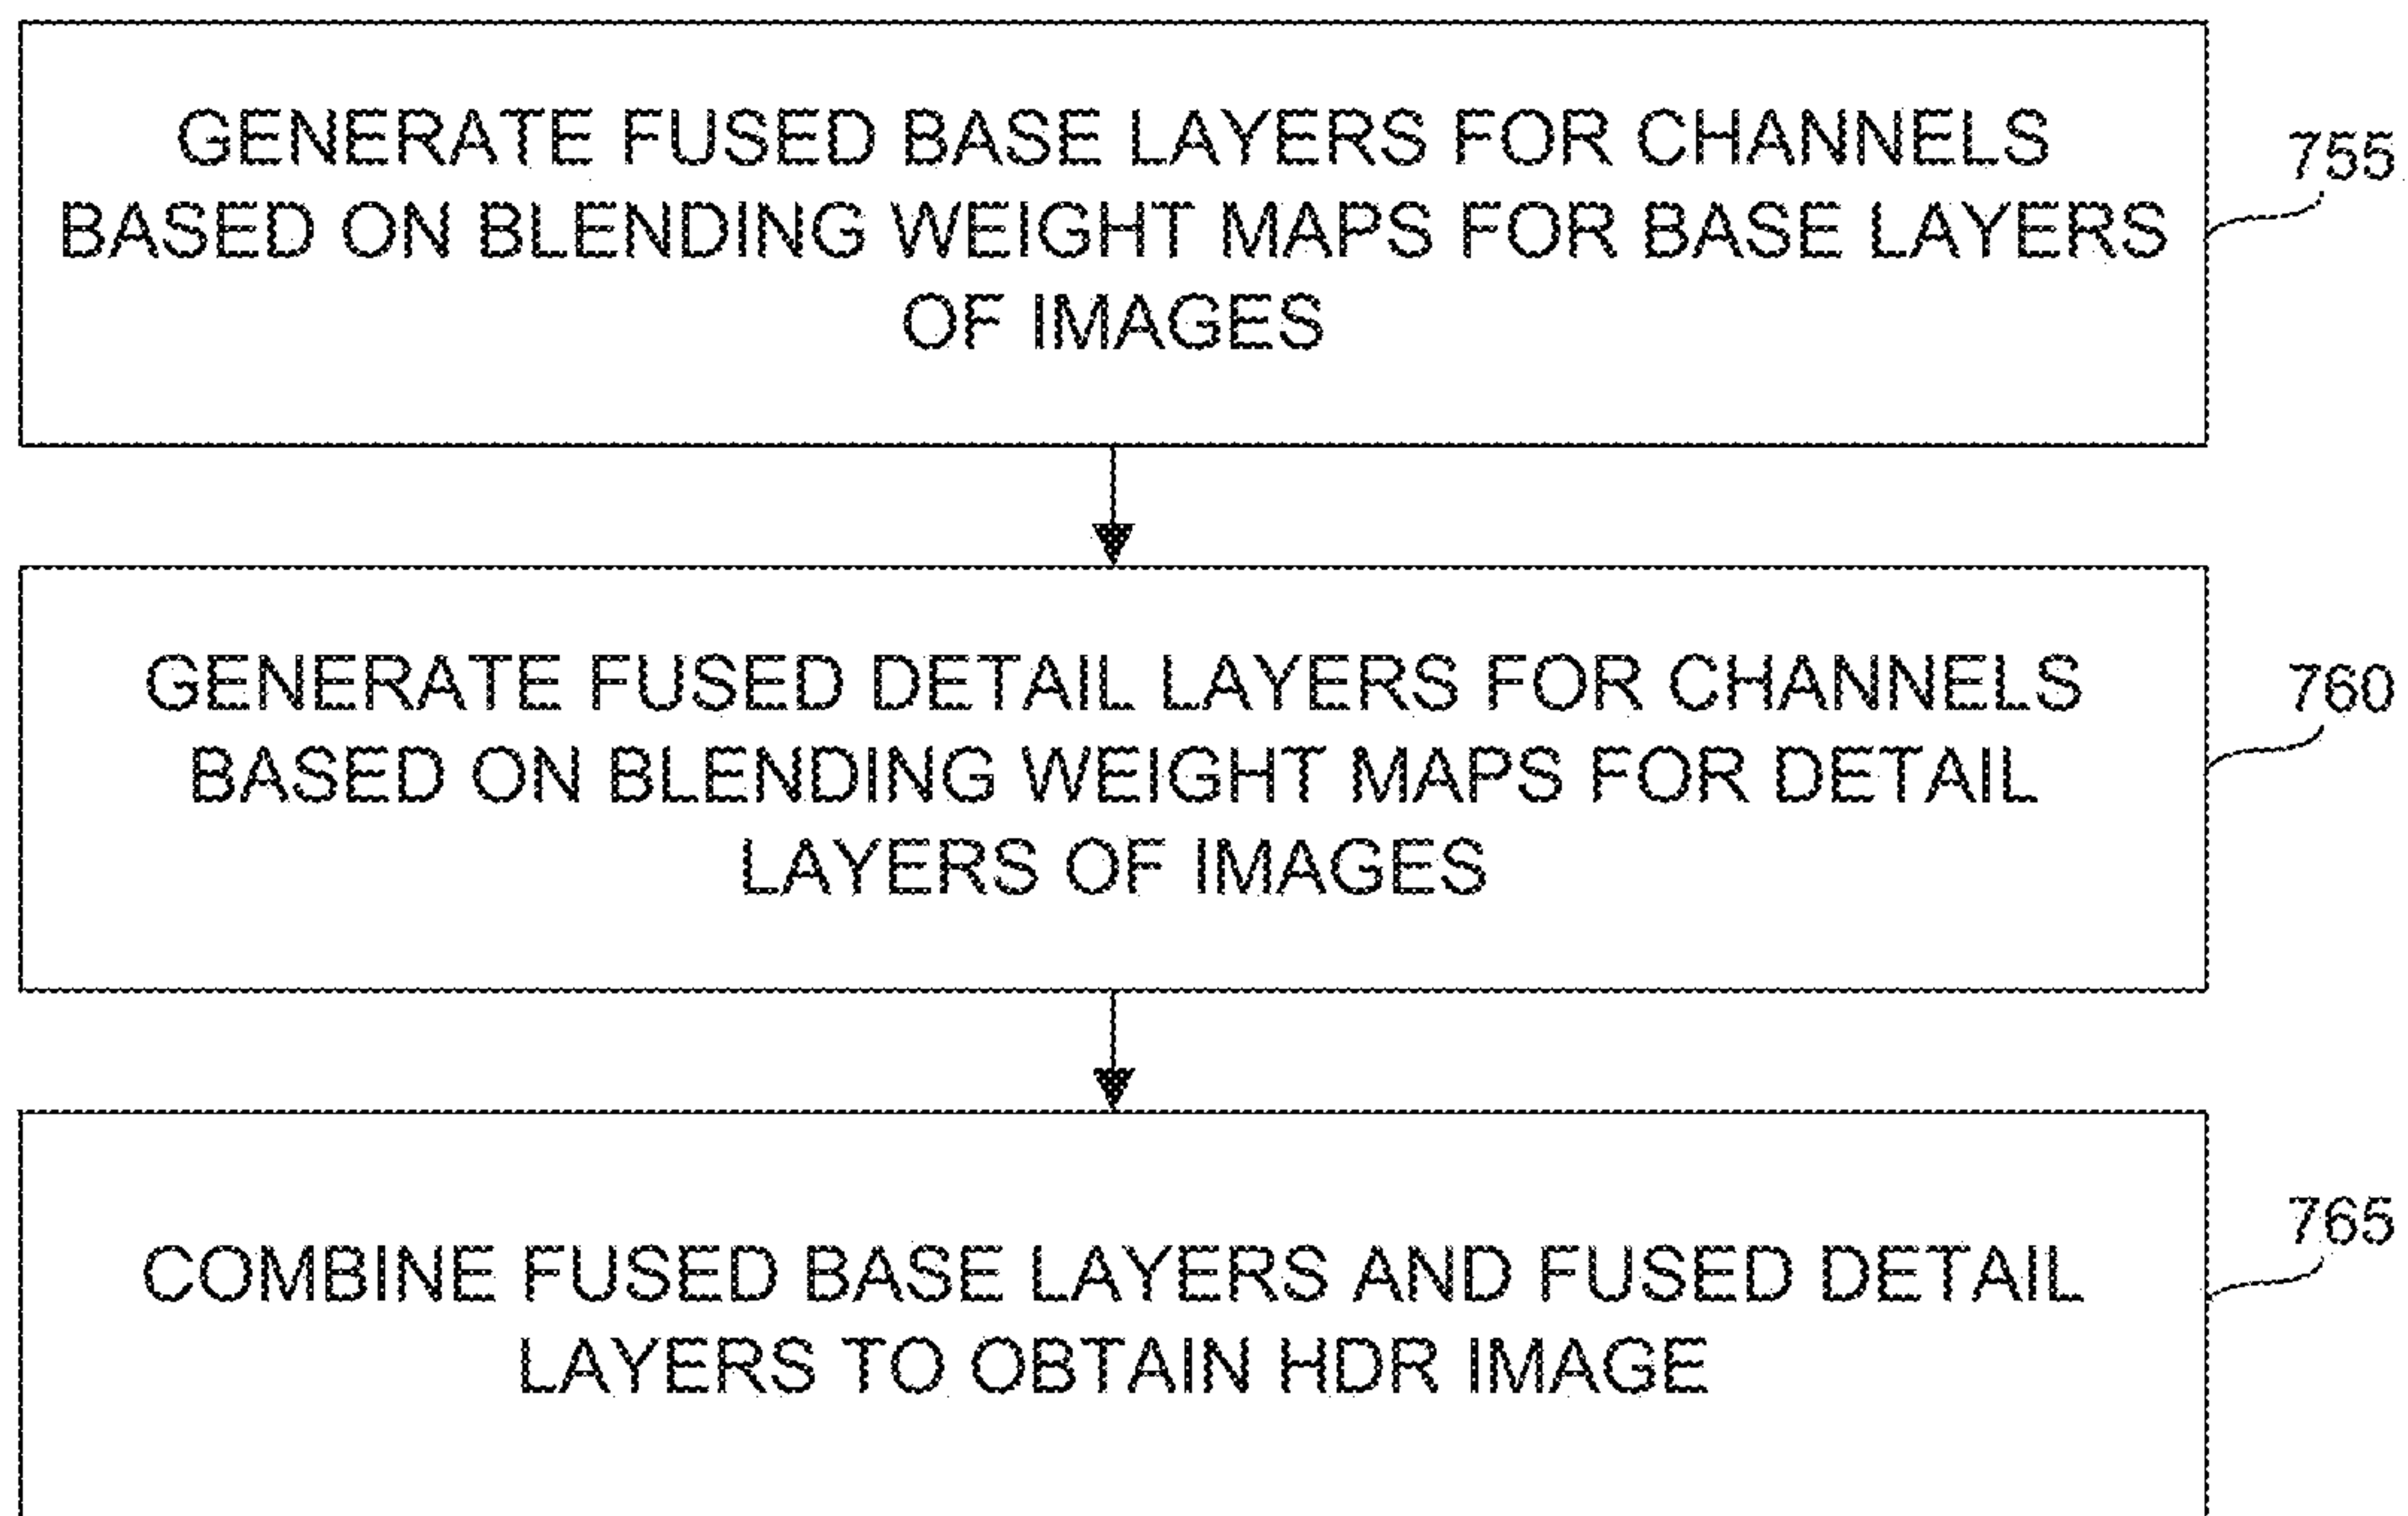 GENERATE FUSED BASE LAYERS FOR CHANNELS
BASED ON BLENDING WEIGHT MAPS FOR BASE LAYERS
OF IMAGES
755
GENERATE FUSED DETAIL LAYERS FOR CHANNELS
BASED ON BLENDING WEIGHT MAPS FOR DETAIL
LAYERS OF IMAGES
760
COMBINE FUSED BASE LAYERS AND FUSED DETAIL
LAYERS TO OBTAIN HDR IMAGE
765